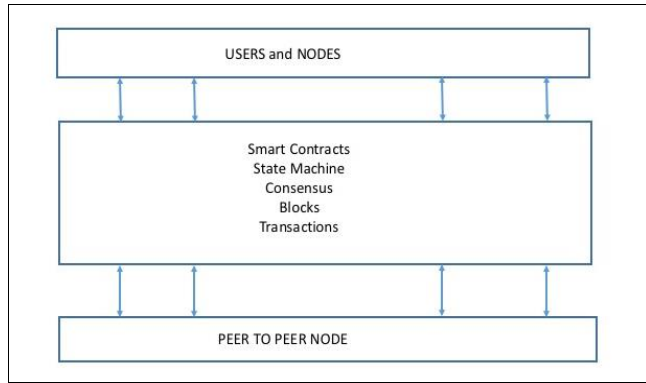 USERS and NODES
Smart Contracts
State Machine
Consensus
Blocks
Transactions
PEER TO PEER NODE